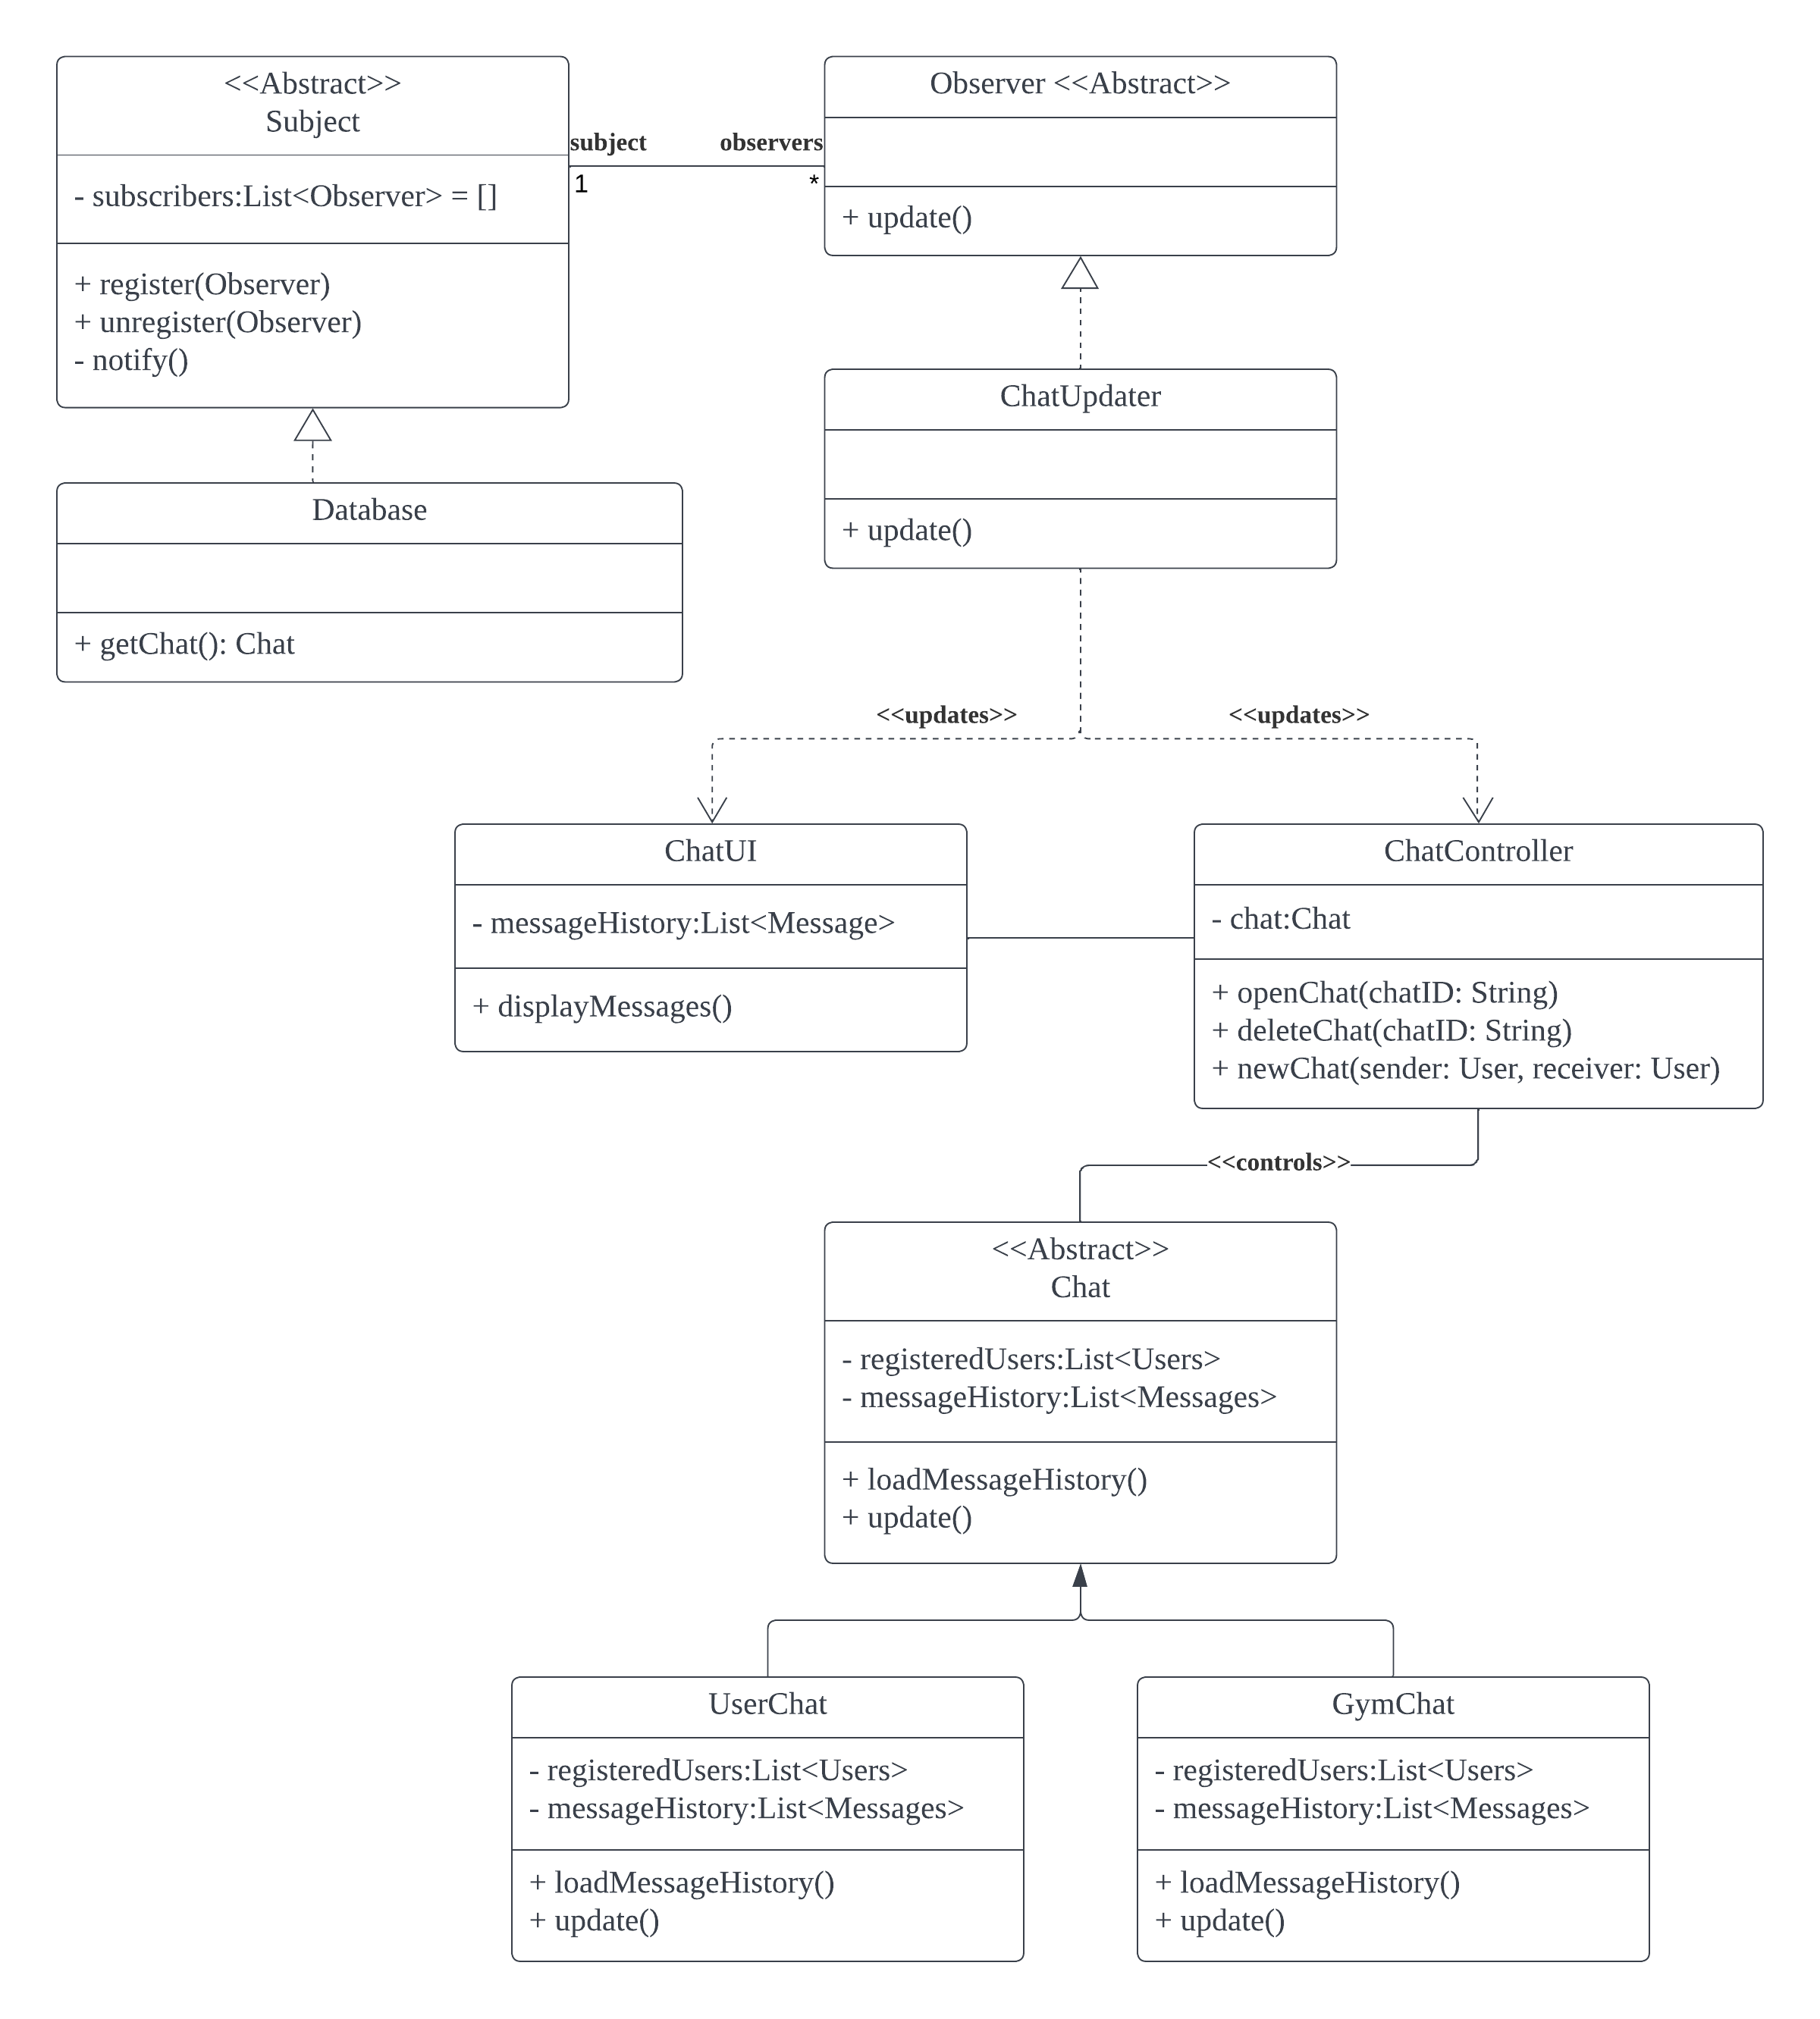 <<Abstract>>
Subject
- subscribers:List<Observer> = []
+ register(Observer)
+ unregister(Observer)
- notify()
subject
1
observers
*
Observer <<Abstract>>
+ update()
Database
+ getChat(): Chat
ChatUpdater
+ update()
<<updates>>
<<updates>>
ChatUI
- messageHistory:List<Message>
+ displayMessages()
ChatController
- chat:Chat
+ openChat(chatID: String)
+ deleteChat(chatID: String)
+ newChat(sender: User, receiver: User)
<<controls>>
<<Abstract>>
Chat
- registeredUsers:List<Users>
- messageHistory:List<Messages>
+ loadMessageHistory()
+ update()
UserChat
- registeredUsers:List<Users>
- messageHistory:List<Messages>
+ loadMessageHistory()
+ update()
GymChat
- registeredUsers:List<Users>
- messageHistory:List<Messages>
+ loadMessageHistory()
+ update()